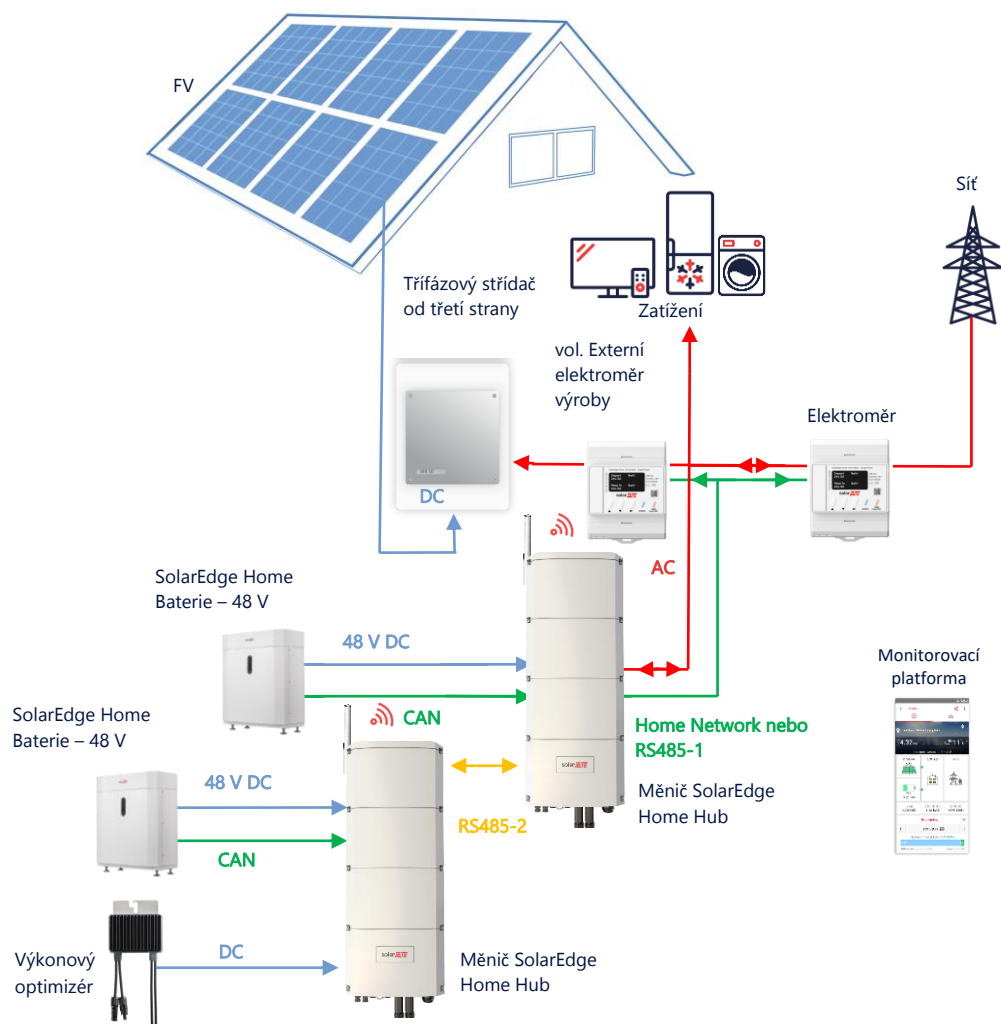 FV
Síť
Třífázový střídač
od třetí strany
Zatížení
vol. Externí
elektroměr
výroby
Elektroměr
DC
AC
SolarEdge Home
Baterie – 48 V
48 V DC
CAN
Monitorovací
platforma
SolarEdge Home
Baterie – 48 V
Home Network nebo
RS485-1
48 V DC
RS485-2
Měnič SolarEdge
Home Hub
CAN
solaredge
solaredge
Výkonový
optimizér
DC
Měnič SolarEdge
Home Hub